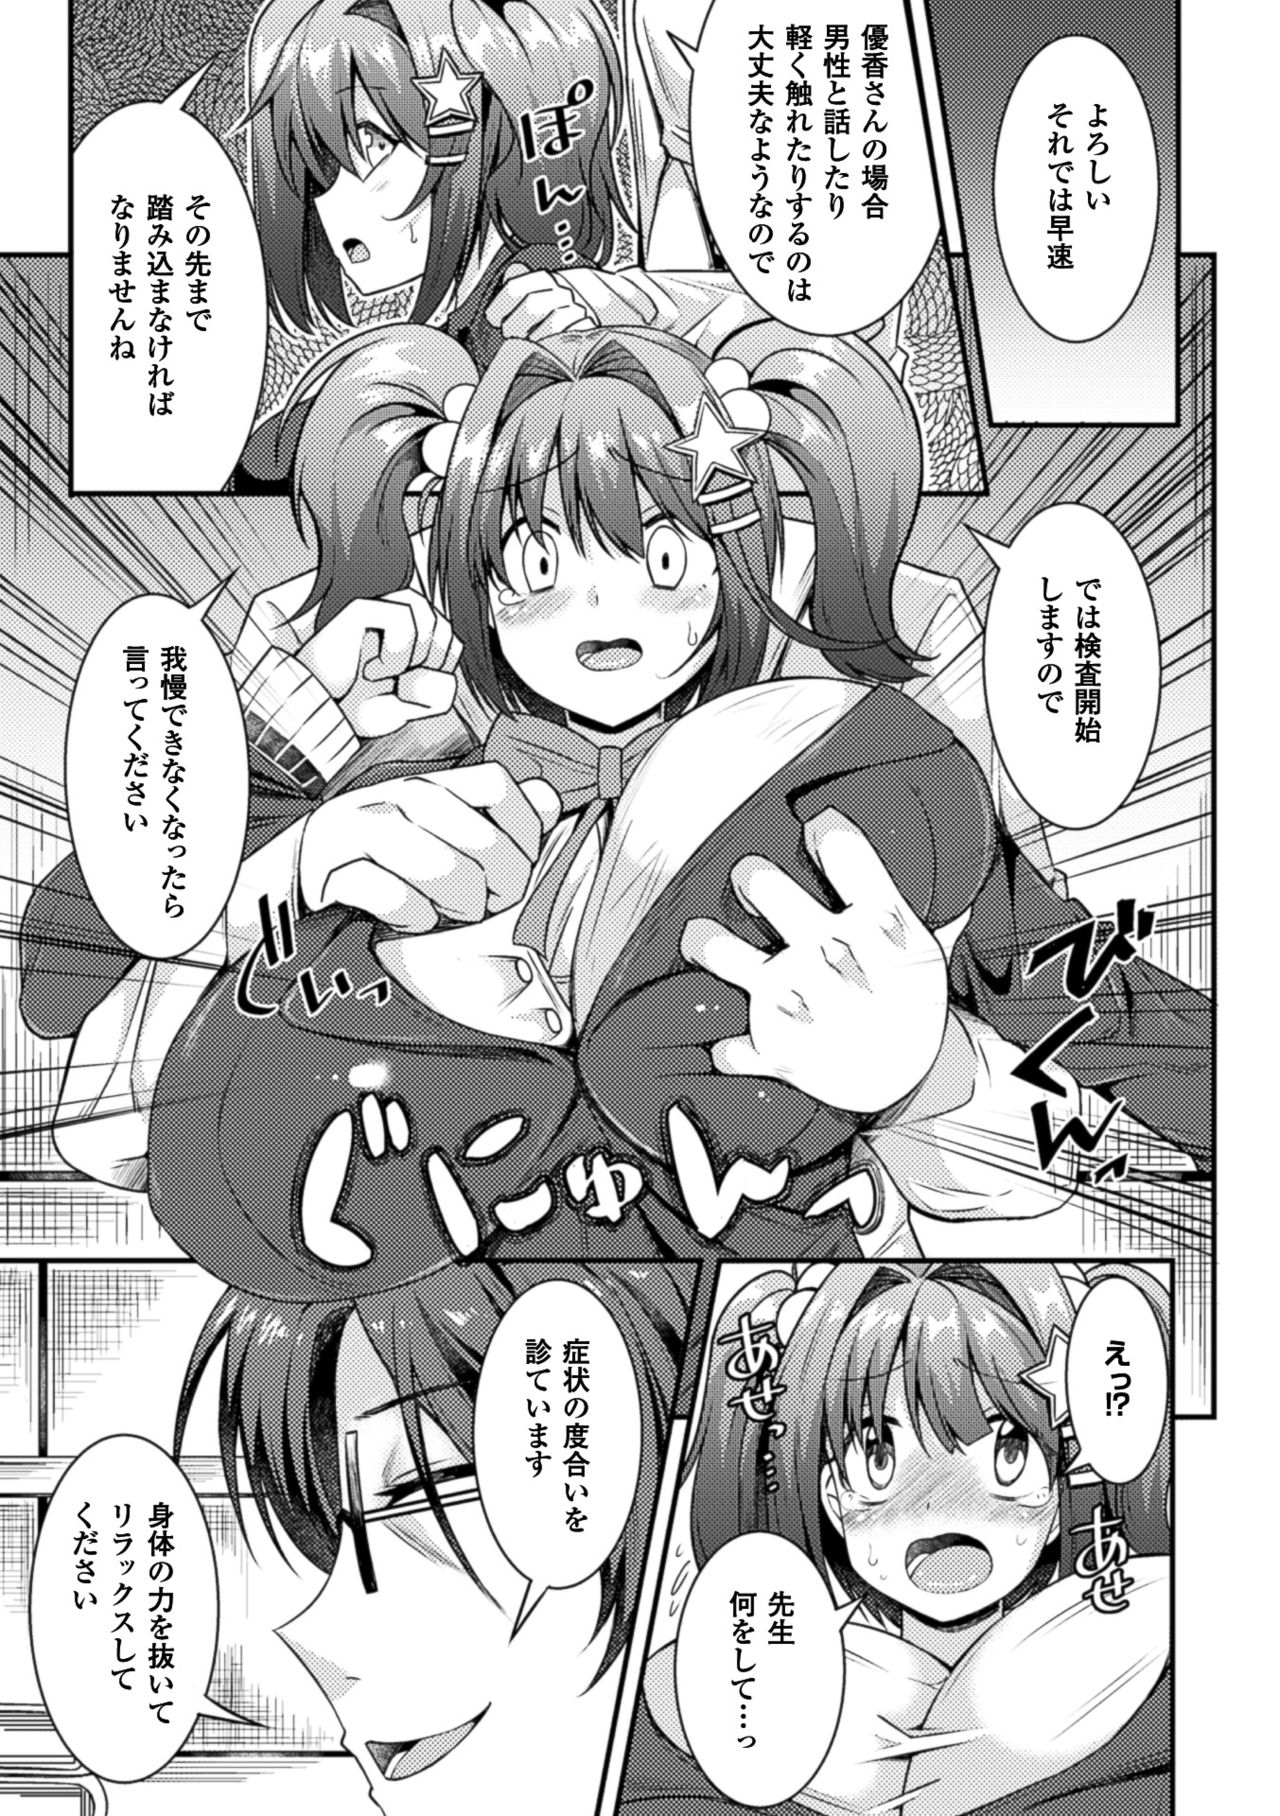 よろしい
それでは早速
優香さんの場合
男性と話したり
軽く触れたりするのは
大丈夫なようなので
ぽん…
その先まで
踏み込まなければ
なりませんね
では検査開始
しますので
我慢できなくなったら
言ってください
びくんっ
じいぃっ
ぐにゅんっ
えっ!?
あせっ…
あせ
先生
何をして…っ
症状の度合いを
診ています
身体の力を抜いて
リラックスして
ください